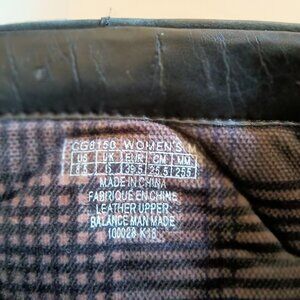 CG8150 WOMEN'S M
US UK EUR CM MM
8.5 6 39.5 25.5 255
MADE IN CHINA
FABRIQUE EN CHINE
LEATHER UPPER
BALANCE MAN MADE
100028 K18